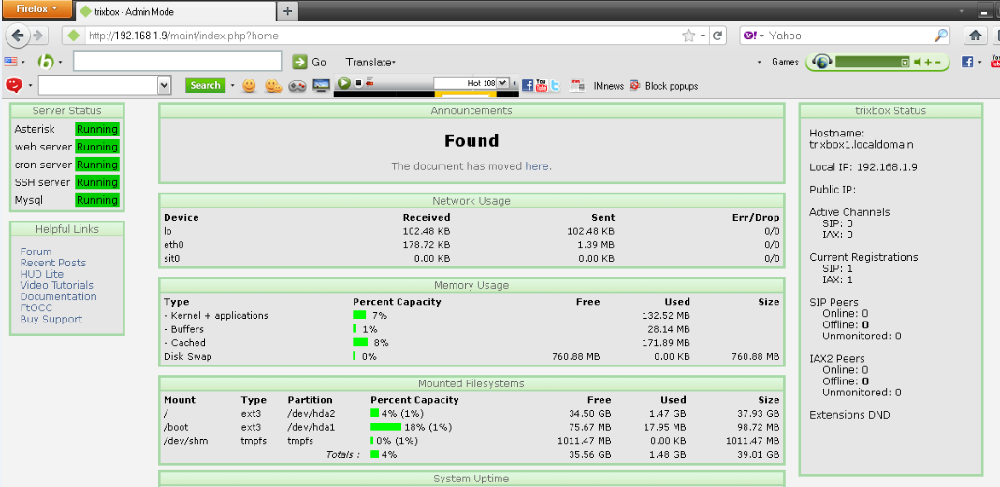 Firefox
trixbox - Admin Mode
http://192.168.1.9/maint/index.php?home
Yahoo
Go Translate
Games
Search
Hot 108
IMnews Block popups
Server Status
Asterisk Running
web server Running
cron server Running
SSH server Running
Mysql Running
Helpful Links
Forum
Recent Posts
HUD Lite
Video Tutorials
Documentation
FtOCC
Buy Support
Announcements
Found
The document has moved here.
Network Usage
Device Received Sent Err/Drop
lo 102.48 KB 102.48 KB 0/0
eth0 178.72 KB 1.39 MB 0/0
sit0 0.00 KB 0.00 KB 0/0
Memory Usage
Type Percent Capacity Free Used Size
- Kernel + applications 7% 132.52 MB
- Buffers 1% 28.14 MB
- Cached 8% 171.89 MB
Disk Swap 0% 760.88 MB 0.00 KB 760.88 MB
Mounted Filesystems
Mount Type Partition Percent Capacity Free Used Size
/ ext3 /dev/hda2 4% (1%) 34.50 GB 1.47 GB 37.93 GB
/boot ext3 /dev/hda1 18% (1%) 75.67 MB 17.95 MB 98.72 MB
/dev/shm tmpfs tmpfs 0% (1%) 1011.47 MB 0.00 KB 1011.47 MB
Totals : 4% 35.56 GB 1.48 GB 39.01 GB
System Uptime
trixbox Status
Hostname:
trixbox1.localdomain
Local IP: 192.168.1.9
Public IP:
Active Channels
SIP: 0
IAX: 0
Current Registrations
SIP: 1
IAX: 1
SIP Peers
Online: 0
Offline: 0
Unmonitored: 0
IAX2 Peers
Online: 0
Offline: 0
Unmonitored: 0
Extensions DND